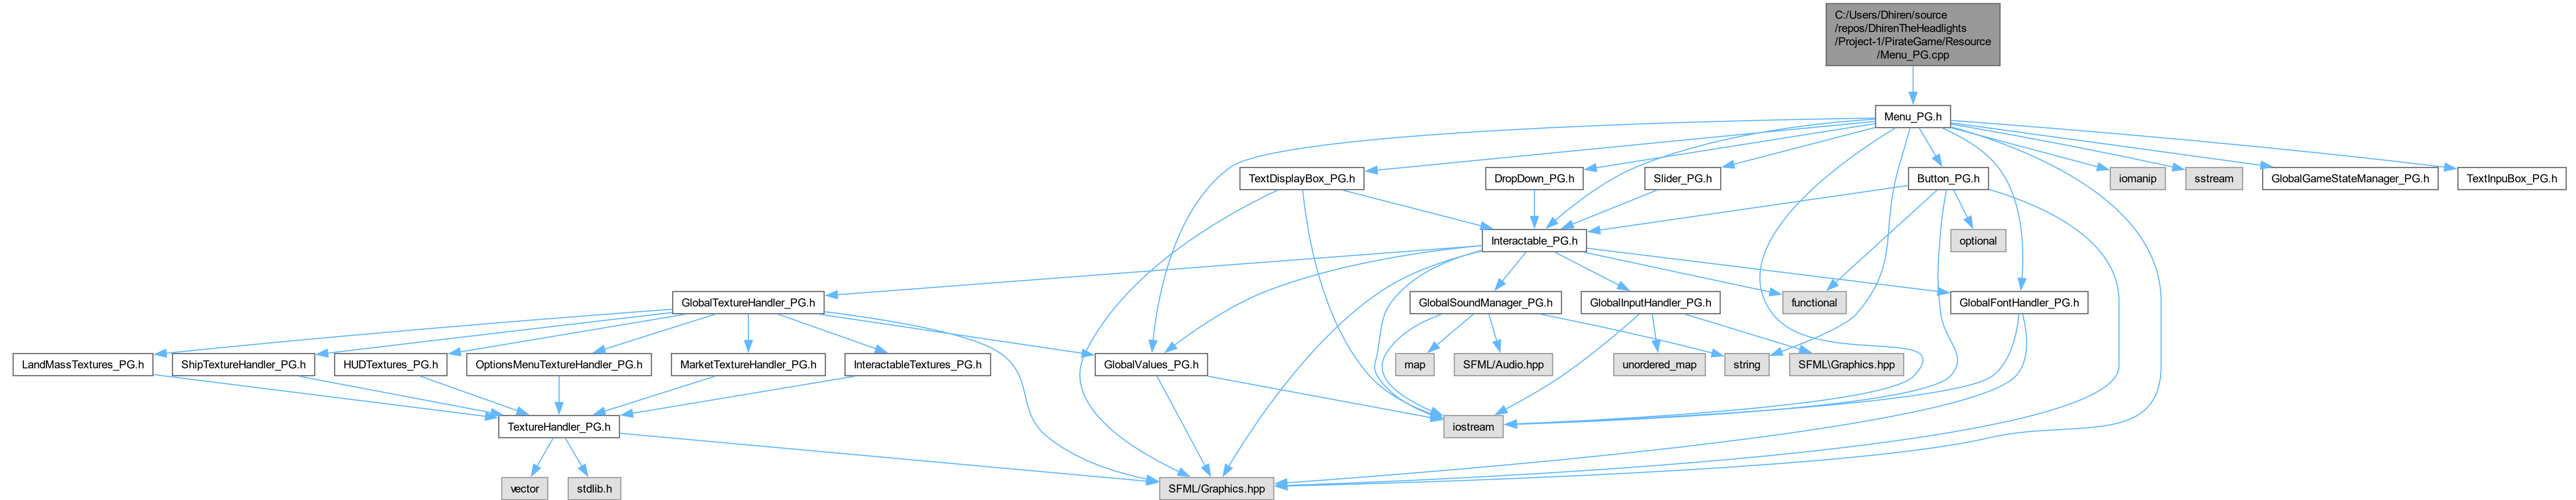 C:/Users/Dhiren/source
/repos/DhirenTheHeadlights
/Project-1/PirateGame/Resource
/Menu_PG.cpp
Menu_PG.h
TextDisplayBox_PG.h
DropDown_PG.h
Slider_PG.h
Button_PG.h
iomanip
sstream
GlobalGameStateManager_PG.h
TextInpuBox_PG.h
Interactable_PG.h
optional
GlobalTextureHandler_PG.h
GlobalSoundManager_PG.h
GlobalInputHandler_PG.h
functional
GlobalFontHandler_PG.h
LandMassTextures_PG.h
ShipTextureHandler_PG.h
HUDTextures_PG.h
OptionsMenuTextureHandler_PG.h
MarketTextureHandler_PG.h
InteractableTextures_PG.h
GlobalValues_PG.h
map
SFML/Audio.hpp
unordered_map
string
SFML\Graphics.hpp
TextureHandler_PG.h
iostream
vector
stdlib.h
SFML/Graphics.hpp